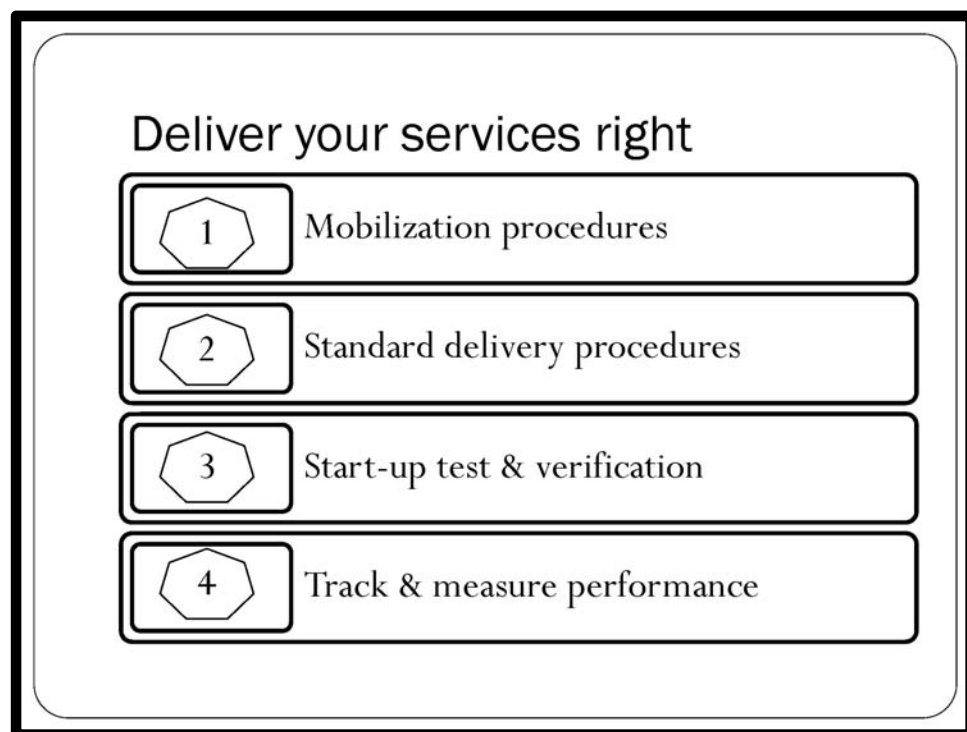 Deliver your services right
1 Mobilization procedures
2 Standard delivery procedures
3 Start-up test & verification
4 Track & measure performance